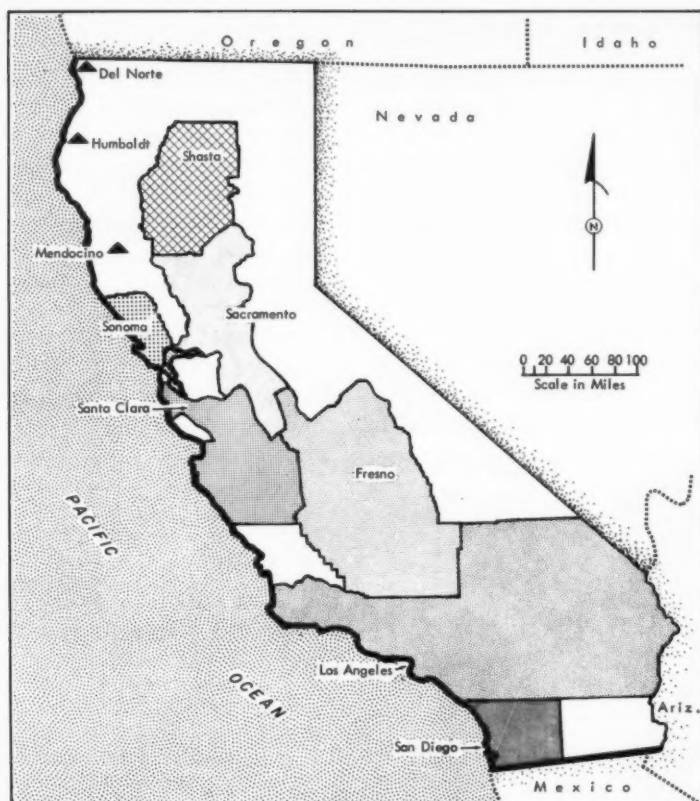 Oregon
Idaho
Del Norte
Nevada
Humboldt
Shasta
N
Mendocino
Sacramento
Sonoma
0 20 40 60 80 100
Scale in Miles
Santa Clara
Fresno
PACIFIC
OCEAN
Los Angeles
Ariz.
San Diego
Mexico